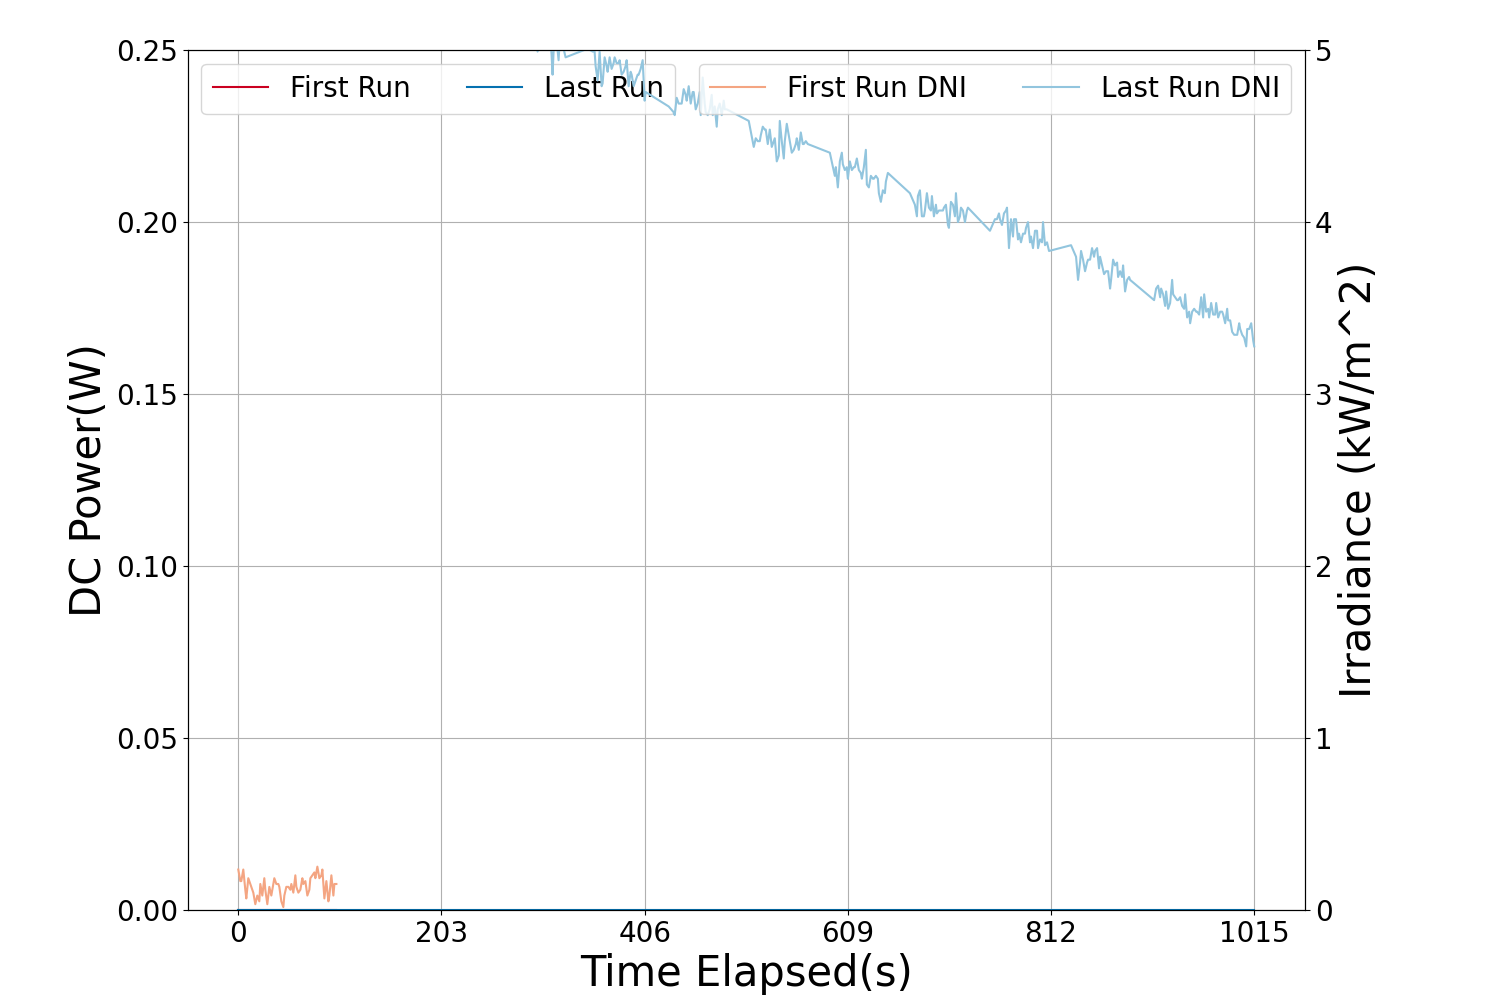 0.25
0.20
0.15
0.10
0.05
0.00
DC Power(W)
First Run
Last Run
First Run DNI
Last Run DNI
5
4
3
2
1
0
Irradiance (kW/m^2)
0
203
406
609
812
1015
Time Elapsed(s)